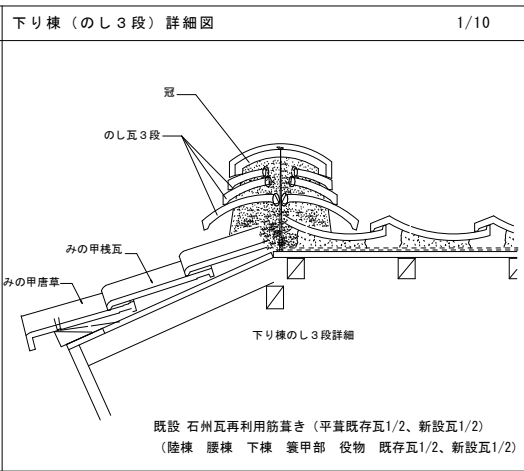 下り棟（のし３段）詳細図 1/10
冠
のし瓦３段
みの甲桟瓦
みの甲唐草
下り棟のし３段詳細
既設 石州瓦再利用筋葺き（平葺既存瓦1/2、新設瓦1/2）
（陸棟 腰棟 下棟 簑甲部 役物 既存瓦1/2、新設瓦1/2）